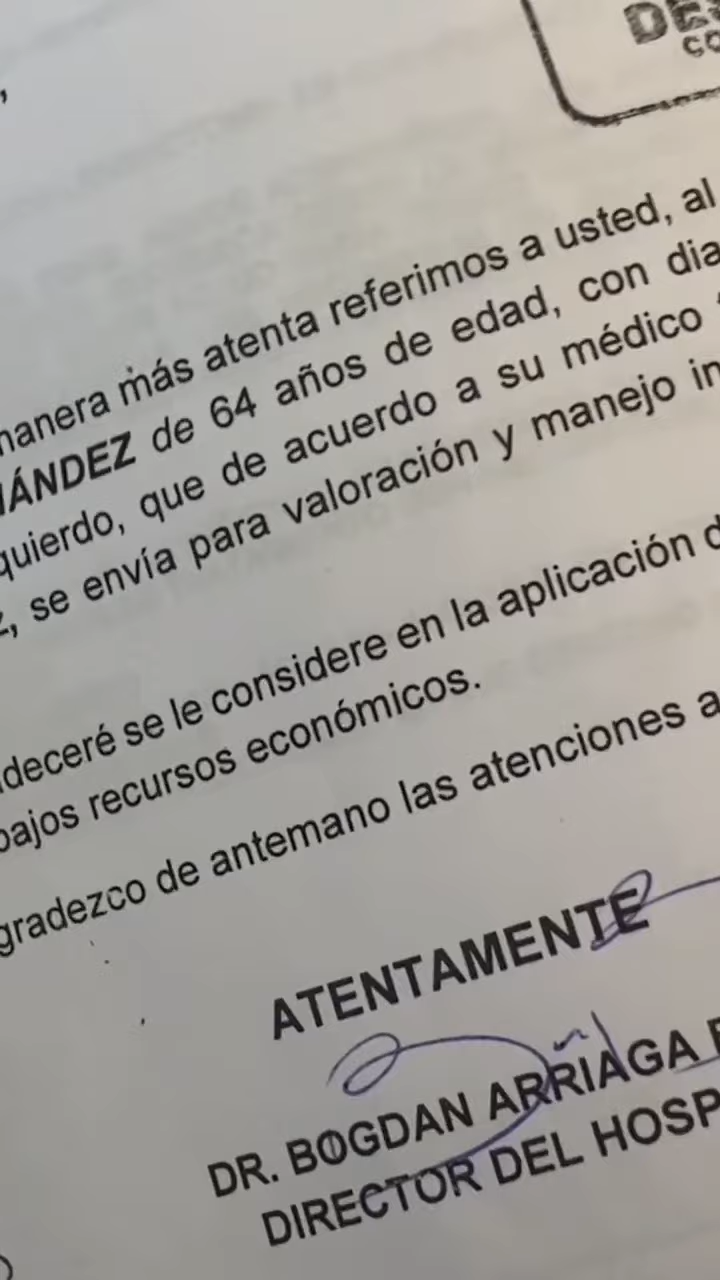 DES
CO
,
manera más atenta referimos a usted, al
NÁNDEZ de 64 años de edad, con dia
quierdo, que de acuerdo a su médico
z, se envía para valoración y manejo in
deceré se le considere en la aplicación d
bajos recursos económicos.
gradezco de antemano las atenciones a
ATENTAMENTE
DR. BOGDAN ARRIAGA
DIRECTOR DEL HOSP